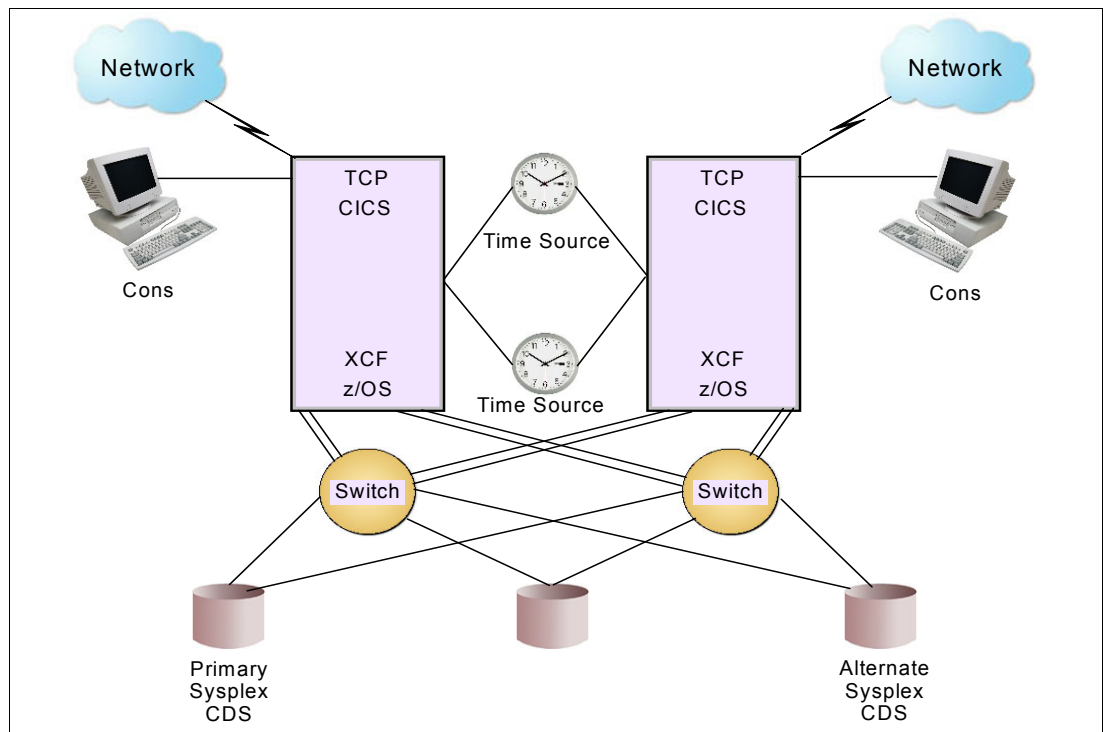 Network
Network
TCP
CICS
TCP
CICS
Time Source
Cons
Cons
XCF
z/OS
XCF
z/OS
Time Source
Switch
Switch
Primary
Sysplex
CDS
Alternate
Sysplex
CDS